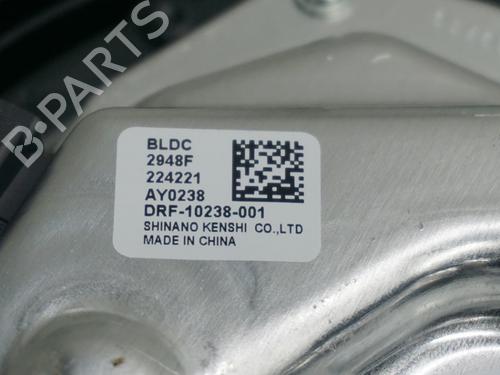 B-PARTS
BLDC
2948F
224221
AY0238
DRF-10238-001
SHINANO KENSHI CO.,LTD
MADE IN CHINA